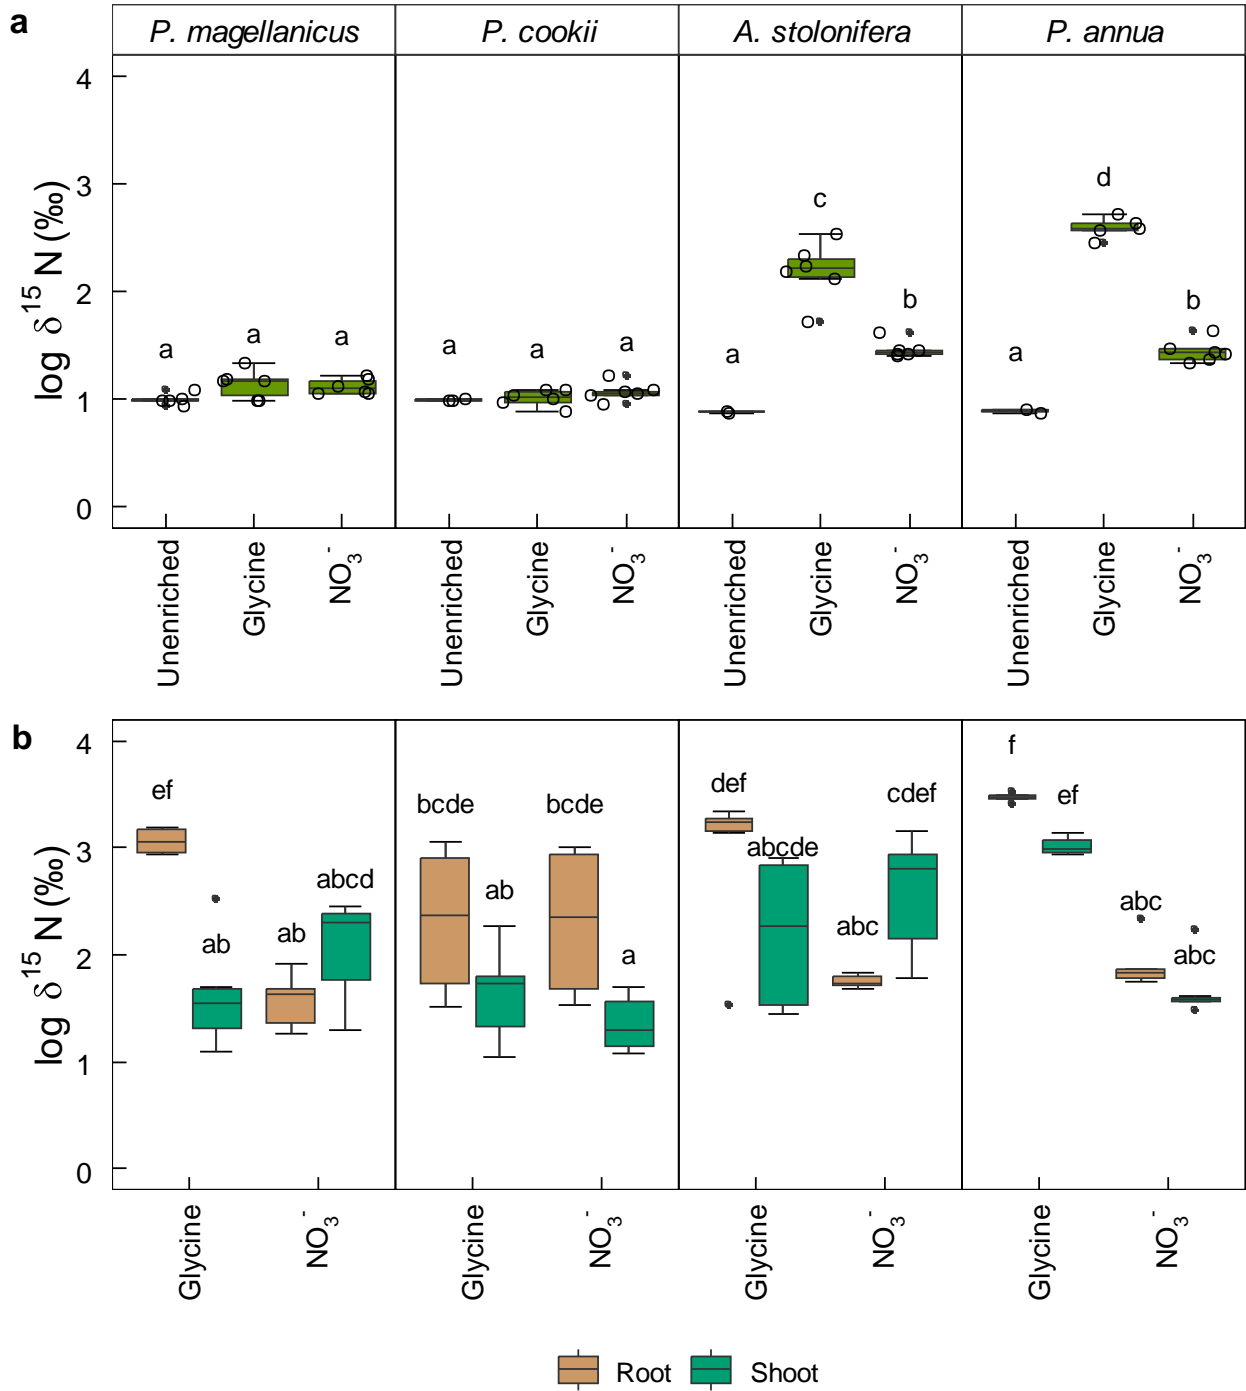 a
P. magellanicus P. cookii A. stolonifera P. annua
log δ¹⁵ N (‰)
4
3
2
1
0
a a a
a a a
a c b
a d b
Unenriched Glycine NO₃⁻
Unenriched Glycine NO₃⁻
Unenriched Glycine NO₃⁻
Unenriched Glycine NO₃⁻
b
log δ¹⁵ N (‰)
4
3
2
1
0
ef ab ab abcd
bcde ab bcde a
def abcde abc cdef
f ef abc abc
Glycine NO₃⁻
Glycine NO₃⁻
Glycine NO₃⁻
Glycine NO₃⁻
Root Shoot